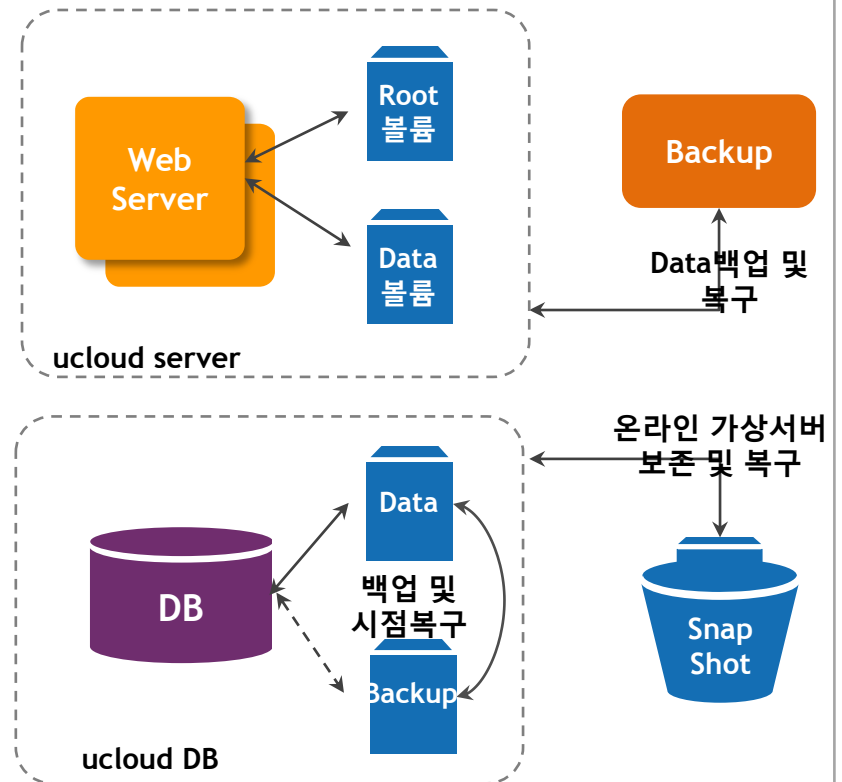 Root
볼륨
Web
Server
Data
볼륨
ucloud server
Backup
Data백업 및
복구
온라인 가상서버
보존 및 복구
Data
DB
백업 및
시점복구
Backup
ucloud DB
Snap
Shot